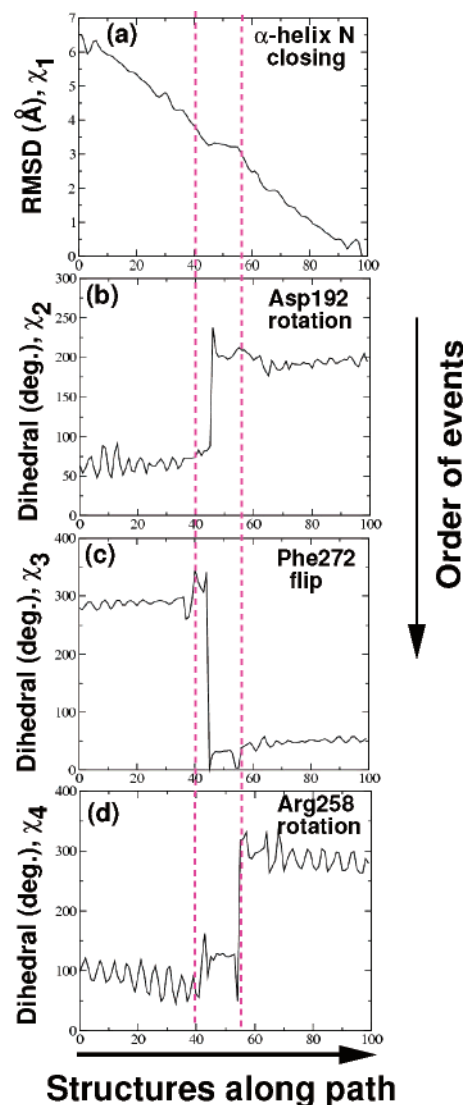 (a)
α-helix N
closing
RMSD (Å), χ1
7
6
5
4
3
2
1
0
0 20 40 60 80 100
(b)
Asp192
rotation
Dihedral (deg.), χ2
300
250
200
150
100
50
0
0 20 40 60 80 100
(c)
Phe272
flip
Dihedral (deg.), χ3
400
300
200
100
0
0 20 40 60 80 100
(d)
Arg258
rotation
Dihedral (deg.), χ4
400
300
200
100
0
0 20 40 60 80 100
Order of events
Structures along path